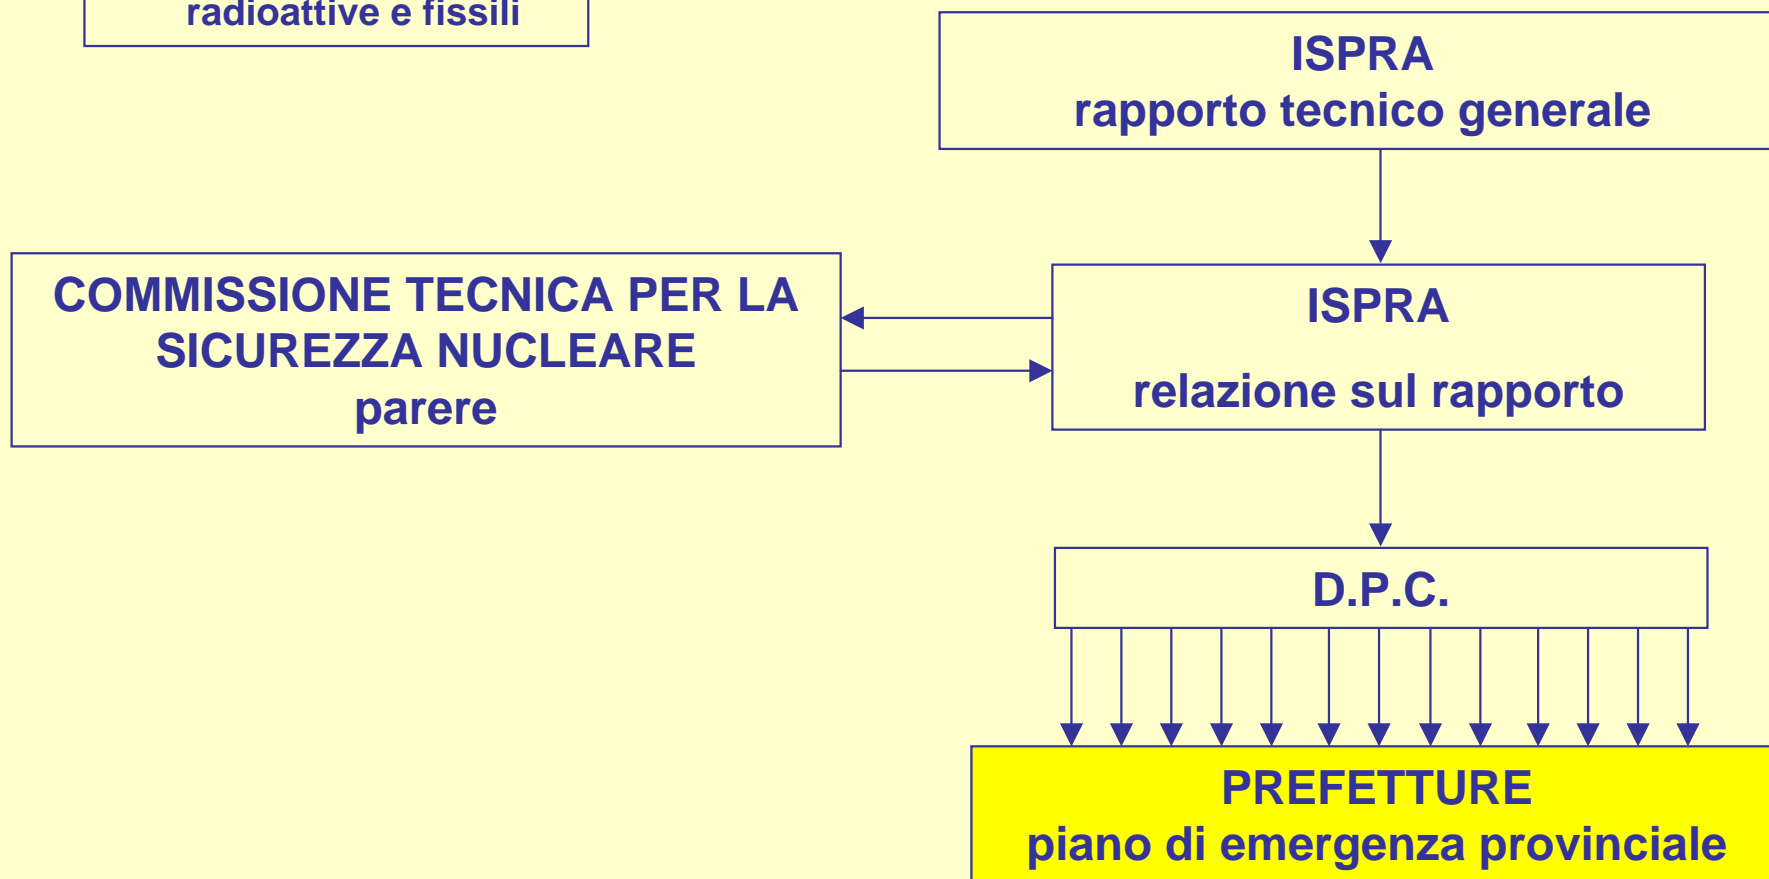 radioattive e fissili
ISPRA
rapporto tecnico generale
COMMISSIONE TECNICA PER LA
SICUREZZA NUCLEARE
parere
ISPRA
relazione sul rapporto
D.P.C.
PREFETTURE
piano di emergenza provinciale